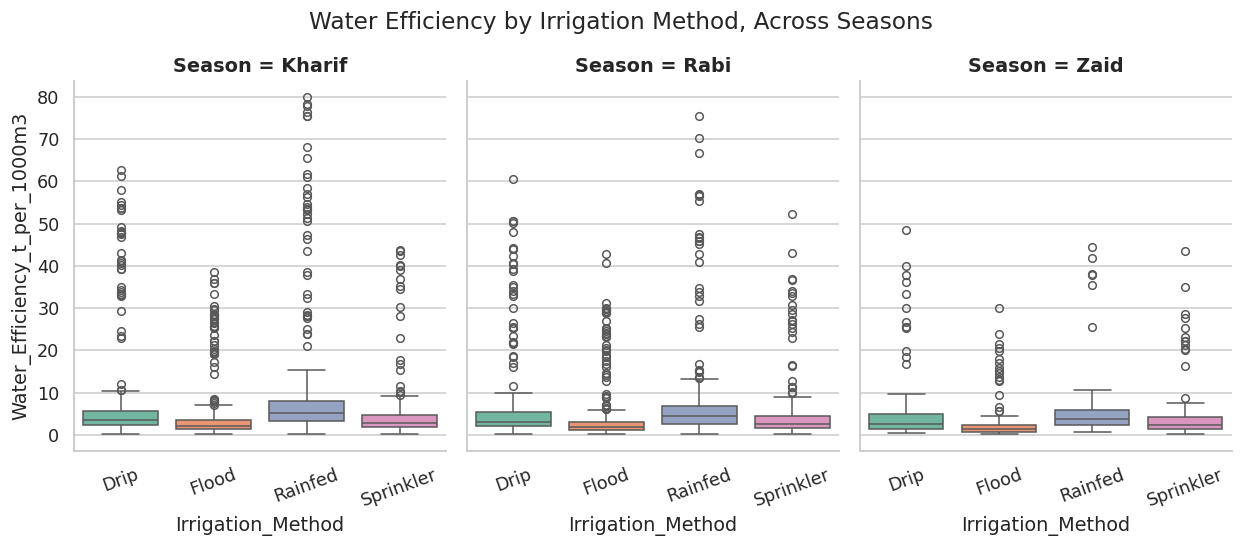 Water Efficiency by Irrigation Method, Across Seasons
Season = Kharif
Season = Rabi
Season = Zaid
Water_Efficiency_t_per_1000m3
80
70
60
50
40
30
20
10
0
Drip
Flood
Rainfed
Sprinkler
Drip
Flood
Rainfed
Sprinkler
Drip
Flood
Rainfed
Sprinkler
Irrigation_Method
Irrigation_Method
Irrigation_Method